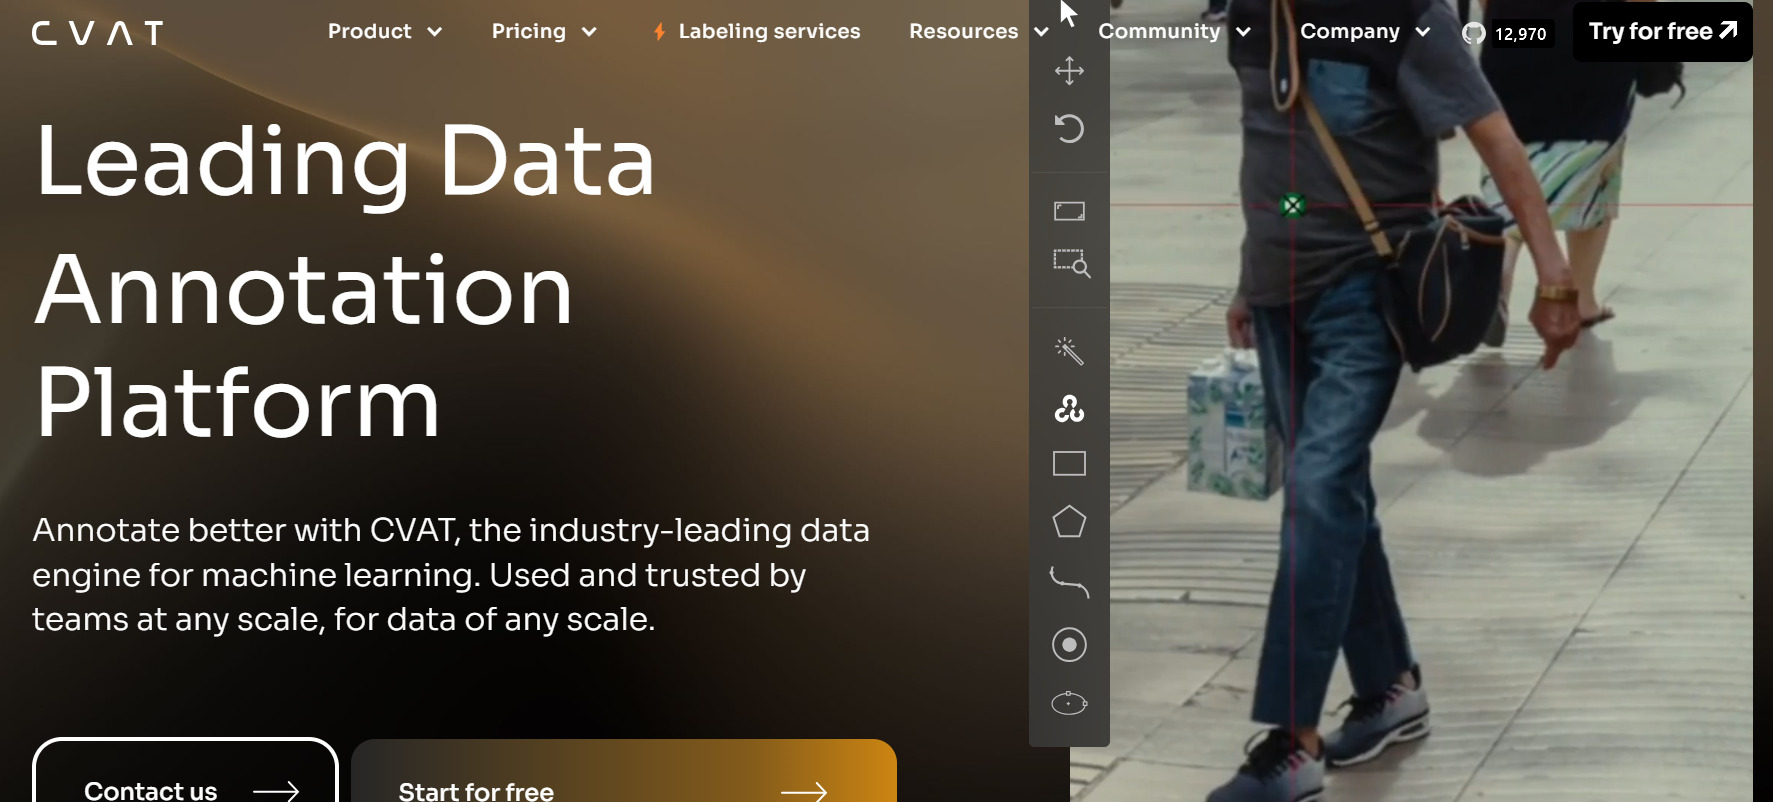 CVAT
Product
Pricing
Labeling services
Resources
Community
Company
12,970
Try for free
Leading Data
Annotation
Platform
Annotate better with CVAT, the industry-leading data
engine for machine learning. Used and trusted by
teams at any scale, for data of any scale.
Contact us
Start for free